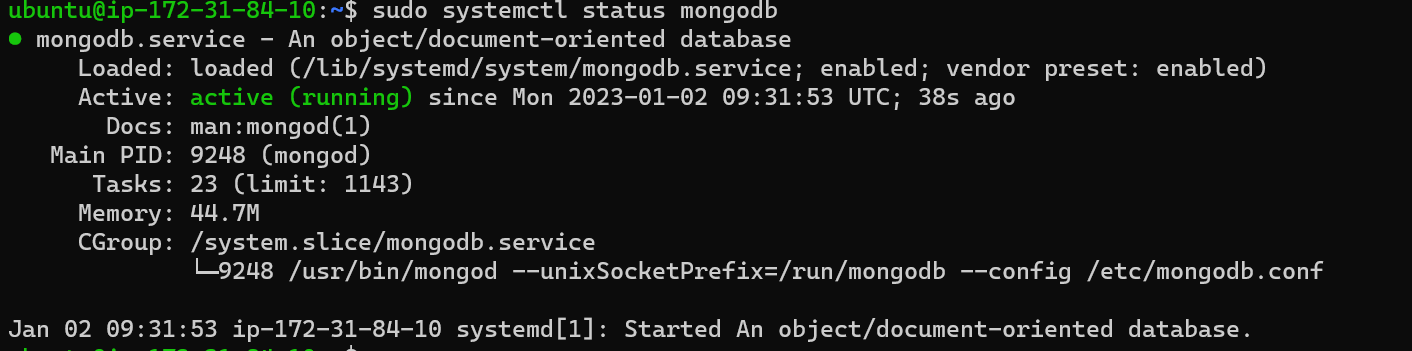 ubuntu@ip-172-31-84-10:~$ sudo systemctl status mongodb
● mongodb.service - An object/document-oriented database
     Loaded: loaded (/lib/systemd/system/mongodb.service; enabled; vendor preset: enabled)
     Active: active (running) since Mon 2023-01-02 09:31:53 UTC; 38s ago
       Docs: man:mongod(1)
   Main PID: 9248 (mongod)
      Tasks: 23 (limit: 1143)
     Memory: 44.7M
     CGroup: /system.slice/mongodb.service
             └─9248 /usr/bin/mongod --unixSocketPrefix=/run/mongodb --config /etc/mongodb.conf

Jan 02 09:31:53 ip-172-31-84-10 systemd[1]: Started An object/document-oriented database.